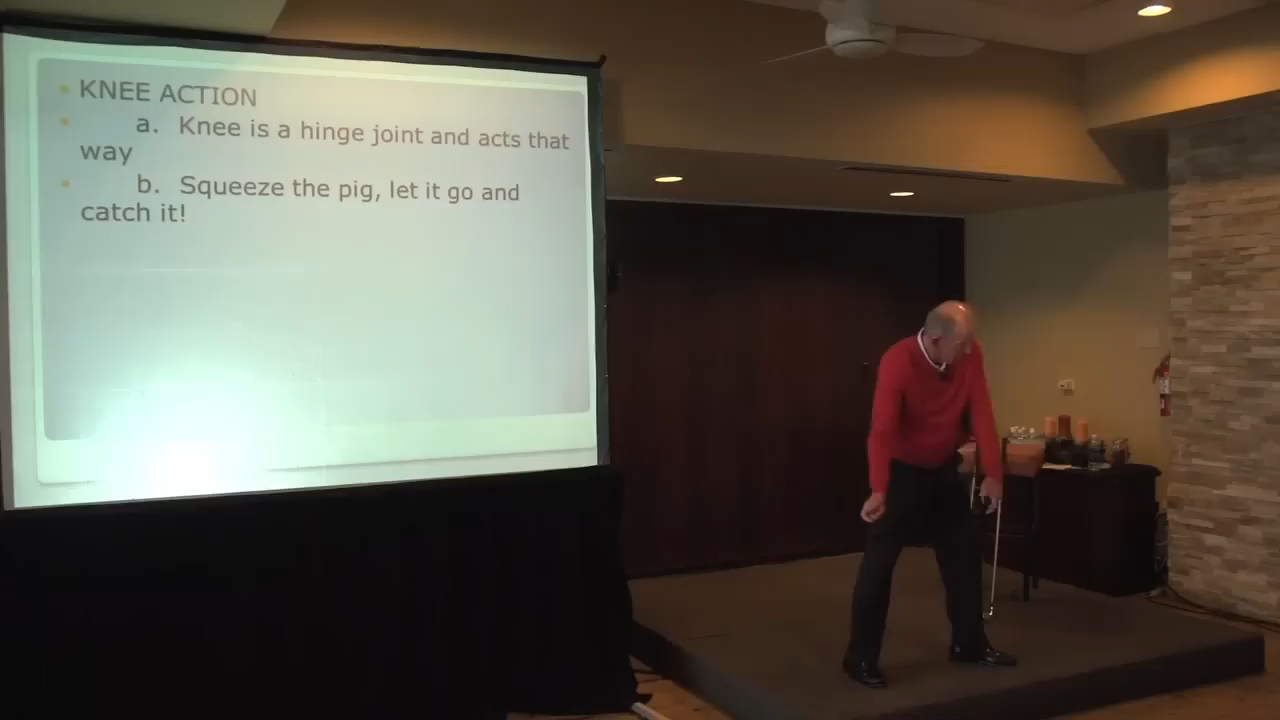 KNEE ACTION
a. Knee is a hinge joint and acts that
way
b. Squeeze the pig, let it go and
catch it!